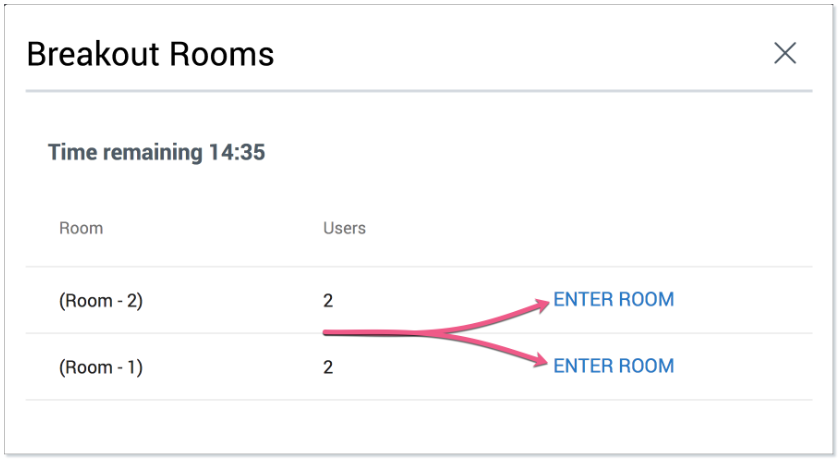 Breakout Rooms
Time remaining 14:35
Room Users
(Room - 2) 2 ENTER ROOM
(Room - 1) 2 ENTER ROOM